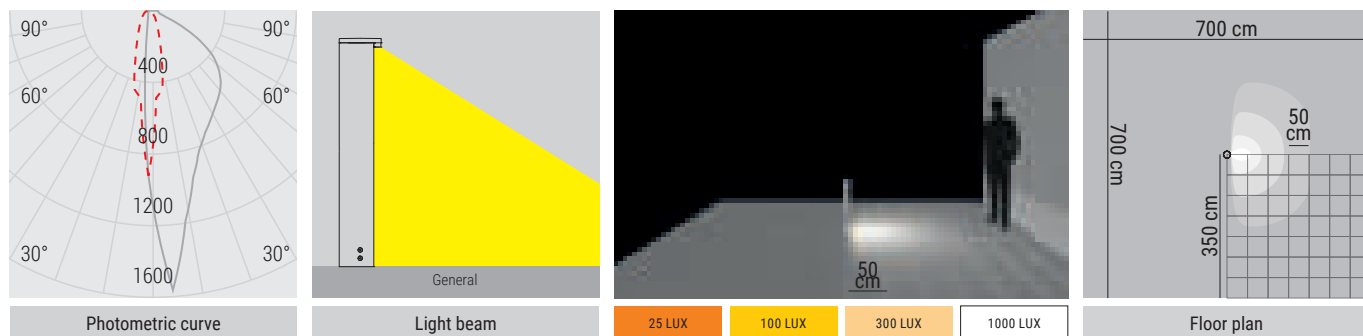 90°
90°
400
60°
60°
800
1200
30°
30°
1600
Photometric curve
General
Light beam
50
cm
25 LUX
100 LUX
300 LUX
1000 LUX
700 cm
700 cm
50
cm
350 cm
Floor plan